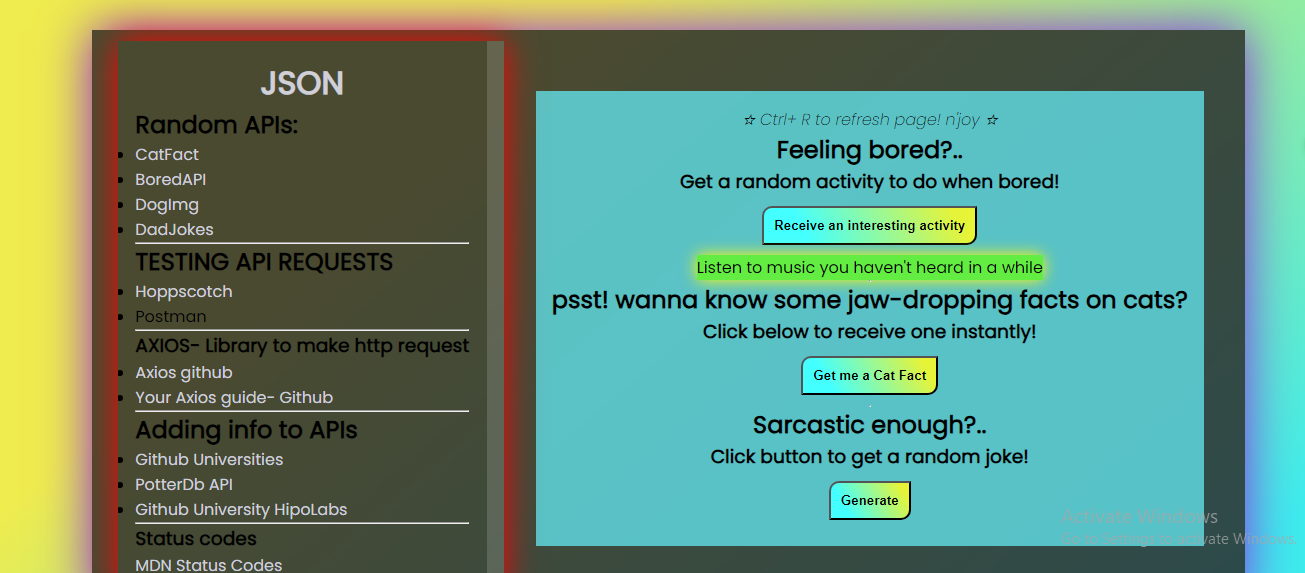 JSON
Random APIs:
CatFact
BoredAPI
DogImg
DadJokes
TESTING API REQUESTS
Hoppscotch
Postman
AXIOS- Library to make http request
Axios github
Your Axios guide- Github
Adding info to APIs
Github Universities
PotterDb API
Github University HipoLabs
Status codes
MDN Status Codes
☆ Ctrl+ R to refresh page! n'joy ☆
Feeling bored?..
Get a random activity to do when bored!
Receive an interesting activity
Listen to music you haven't heard in a while
psst! wanna know some jaw-dropping facts on cats?
Click below to receive one instantly!
Get me a Cat Fact
Sarcastic enough?..
Click button to get a random joke!
Generate
Activate Windows
Go to Settings to activate Windows.